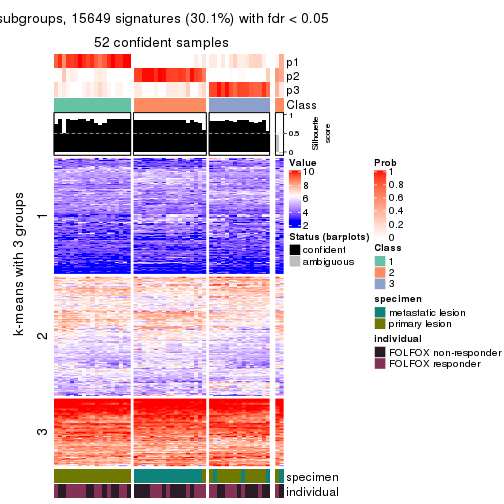 subgroups, 15649 signatures (30.1%) with fdr < 0.05
52 confident samples
p1
p2
p3
Class
1
0.5
0
Silhouette
score
k-means with 3 groups
1
2
3
specimen
individual
Value
10
8
6
4
2
Status (barplots)
confident
ambiguous
Prob
1
0.8
0.6
0.4
0.2
0
Class
1
2
3
specimen
metastatic lesion
primary lesion
individual
FOLFOX non-responder
FOLFOX responder